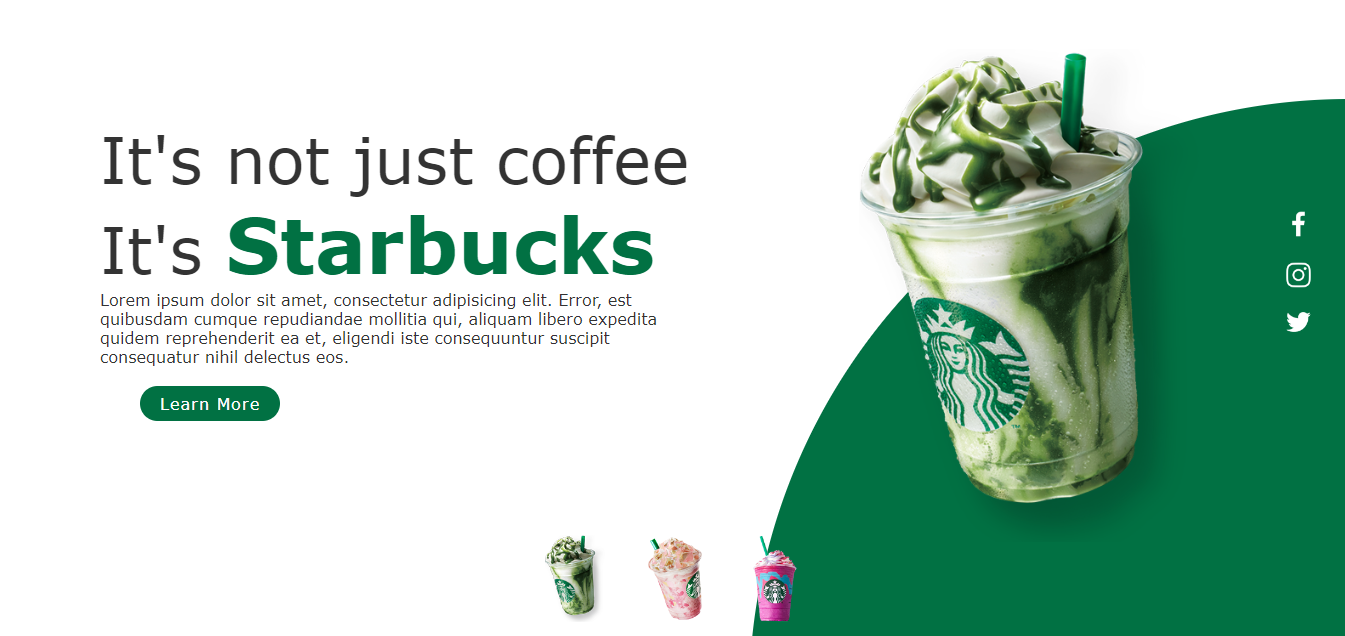 It's not just coffee
It's Starbucks
Lorem ipsum dolor sit amet, consectetur adipisicing elit. Error, est
quibusdam cumque repudiandae mollitia qui, aliquam libero expedita
quidem reprehenderit ea et, eligendi iste consequuntur suscipit
consequatur nihil delectus eos.
Learn More